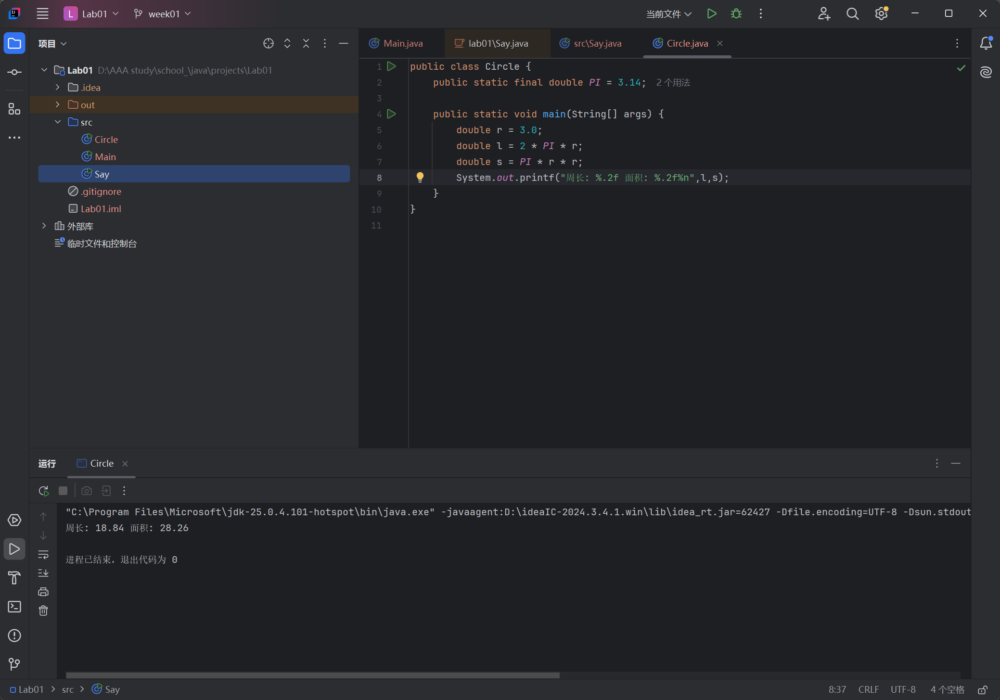 L Lab01 week01 当前文件
项目
Main.java lab01\Say.java src\Say.java Circle.java
Lab01 D:\AAA study\school_\java\projects\Lab01
.idea
out
src
Circle
Main
Say
.gitignore
Lab01.iml
外部库
临时文件和控制台
1 public class Circle {
2 public static final double PI = 3.14; 2 个用法
3
4 public static void main(String[] args) {
5 double r = 3.0;
6 double l = 2 * PI * r;
7 double s = PI * r * r;
8 System.out.printf("周长: %.2f 面积: %.2f%n",l,s);
9 }
10 }
11
运行 Circle
"C:\Program Files\Microsoft\jdk-25.0.4.101-hotspot\bin\java.exe" -javaagent:D:\ideaIC-2024.3.4.1.win\lib\idea_rt.jar=62427 -Dfile.encoding=UTF-8 -Dsun.stdout
周长: 18.84 面积: 28.26
进程已结束，退出代码为 0
Lab01 src Say 8:37 CRLF UTF-8 4 个空格